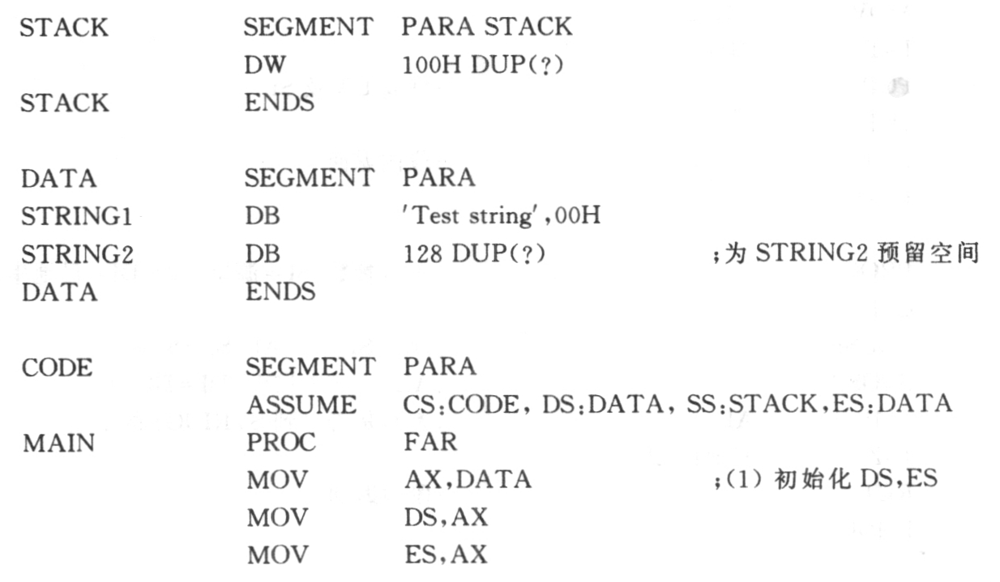 STACK SEGMENT PARA STACK
DW 100H DUP(?)
STACK ENDS
DATA SEGMENT PARA
STRING1 DB 'Test string',00H
STRING2 DB 128 DUP(?) ;为 STRING2 预留空间
DATA ENDS
CODE SEGMENT PARA
ASSUME CS:CODE, DS:DATA, SS:STACK,ES:DATA
MAIN PROC FAR
MOV AX,DATA ;(1) 初始化 DS,ES
MOV DS,AX
MOV ES,AX